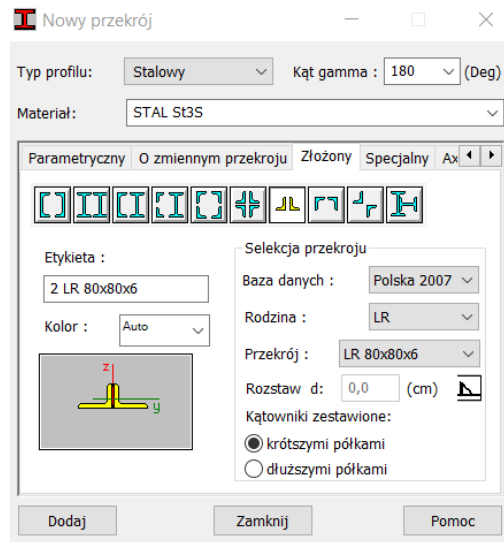 Nowy przekrój
Typ profilu: Stalowy Kąt gamma : 180 (Deg)
Materiał: STAL St3S
Parametryczny O zmiennym przekroju Złożony Specjalny Ax
Etykieta :
2 LR 80x80x6
Kolor : Auto
z
y
Selekcja przekroju
Baza danych : Polska 2007
Rodzina : LR
Przekrój : LR 80x80x6
Rozstaw d: 0,0 (cm)
Kątowniki zestawione:
krótszymi półkami
dłuższymi półkami
Dodaj Zamknij Pomoc